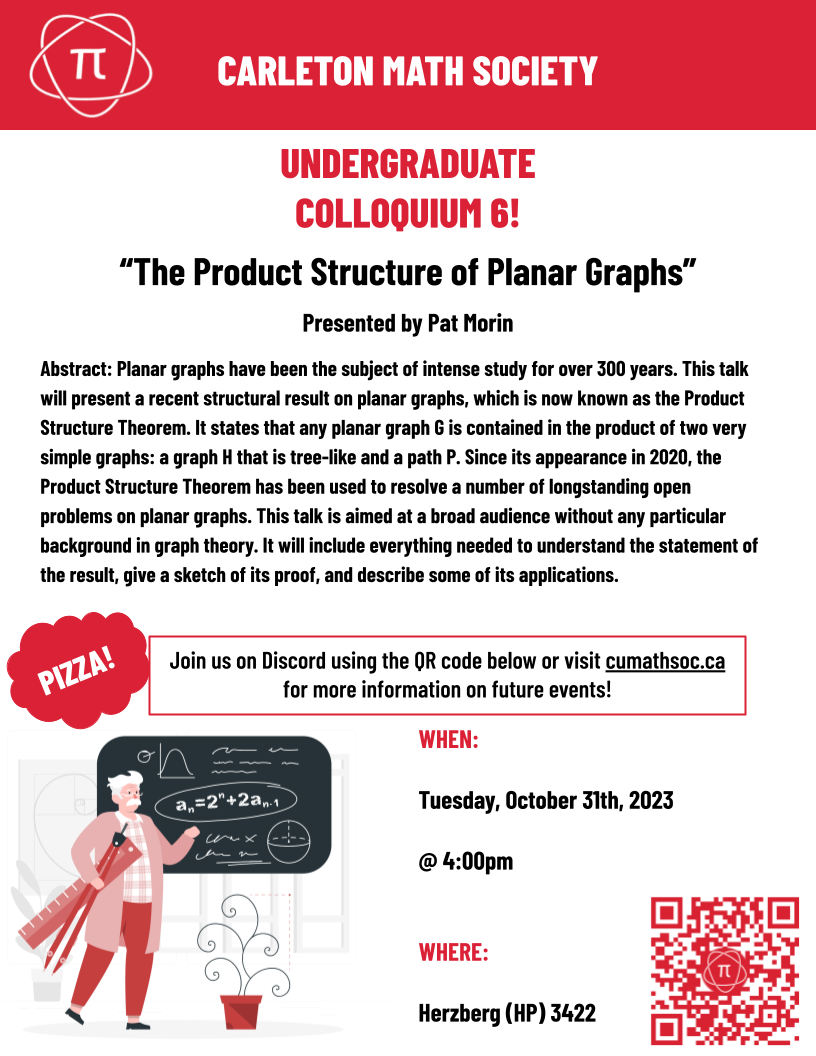 π
CARLETON MATH SOCIETY
UNDERGRADUATE
COLLOQUIUM 6!
“The Product Structure of Planar Graphs”
Presented by Pat Morin
Abstract: Planar graphs have been the subject of intense study for over 300 years. This talk
will present a recent structural result on planar graphs, which is now known as the Product
Structure Theorem. It states that any planar graph G is contained in the product of two very
simple graphs: a graph H that is tree-like and a path P. Since its appearance in 2020, the
Product Structure Theorem has been used to resolve a number of longstanding open
problems on planar graphs. This talk is aimed at a broad audience without any particular
background in graph theory. It will include everything needed to understand the statement of
the result, give a sketch of its proof, and describe some of its applications.
PIZZA!
Join us on Discord using the QR code below or visit cumathsoc.ca
for more information on future events!
aₙ=2ⁿ+2aₙ₋₁
WHEN:
Tuesday, October 31th, 2023
@ 4:00pm
WHERE:
Herzberg (HP) 3422
π